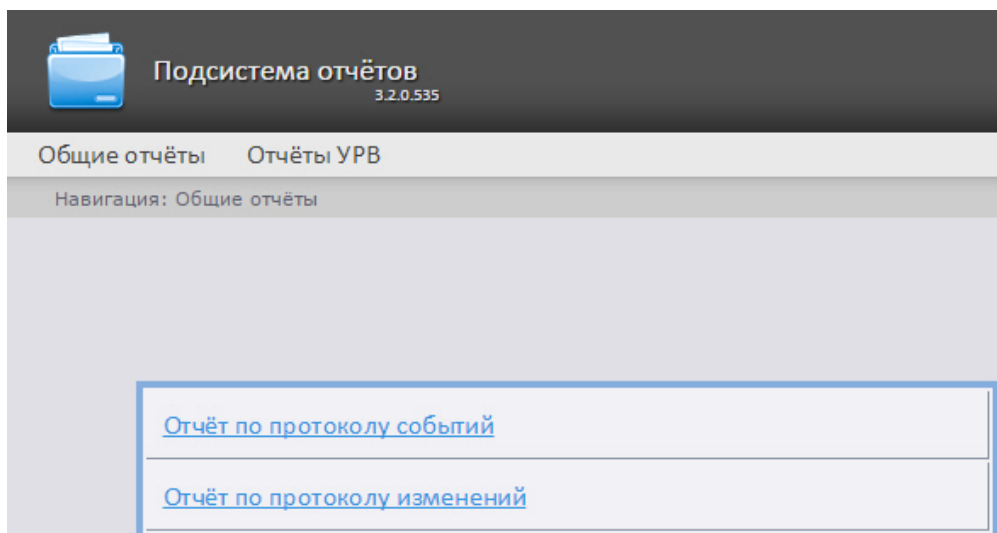 Подсистема отчётов
3.2.0.535
Общие отчёты Отчёты УРВ
Навигация: Общие отчёты
Отчёт по протоколу событий
Отчёт по протоколу изменений